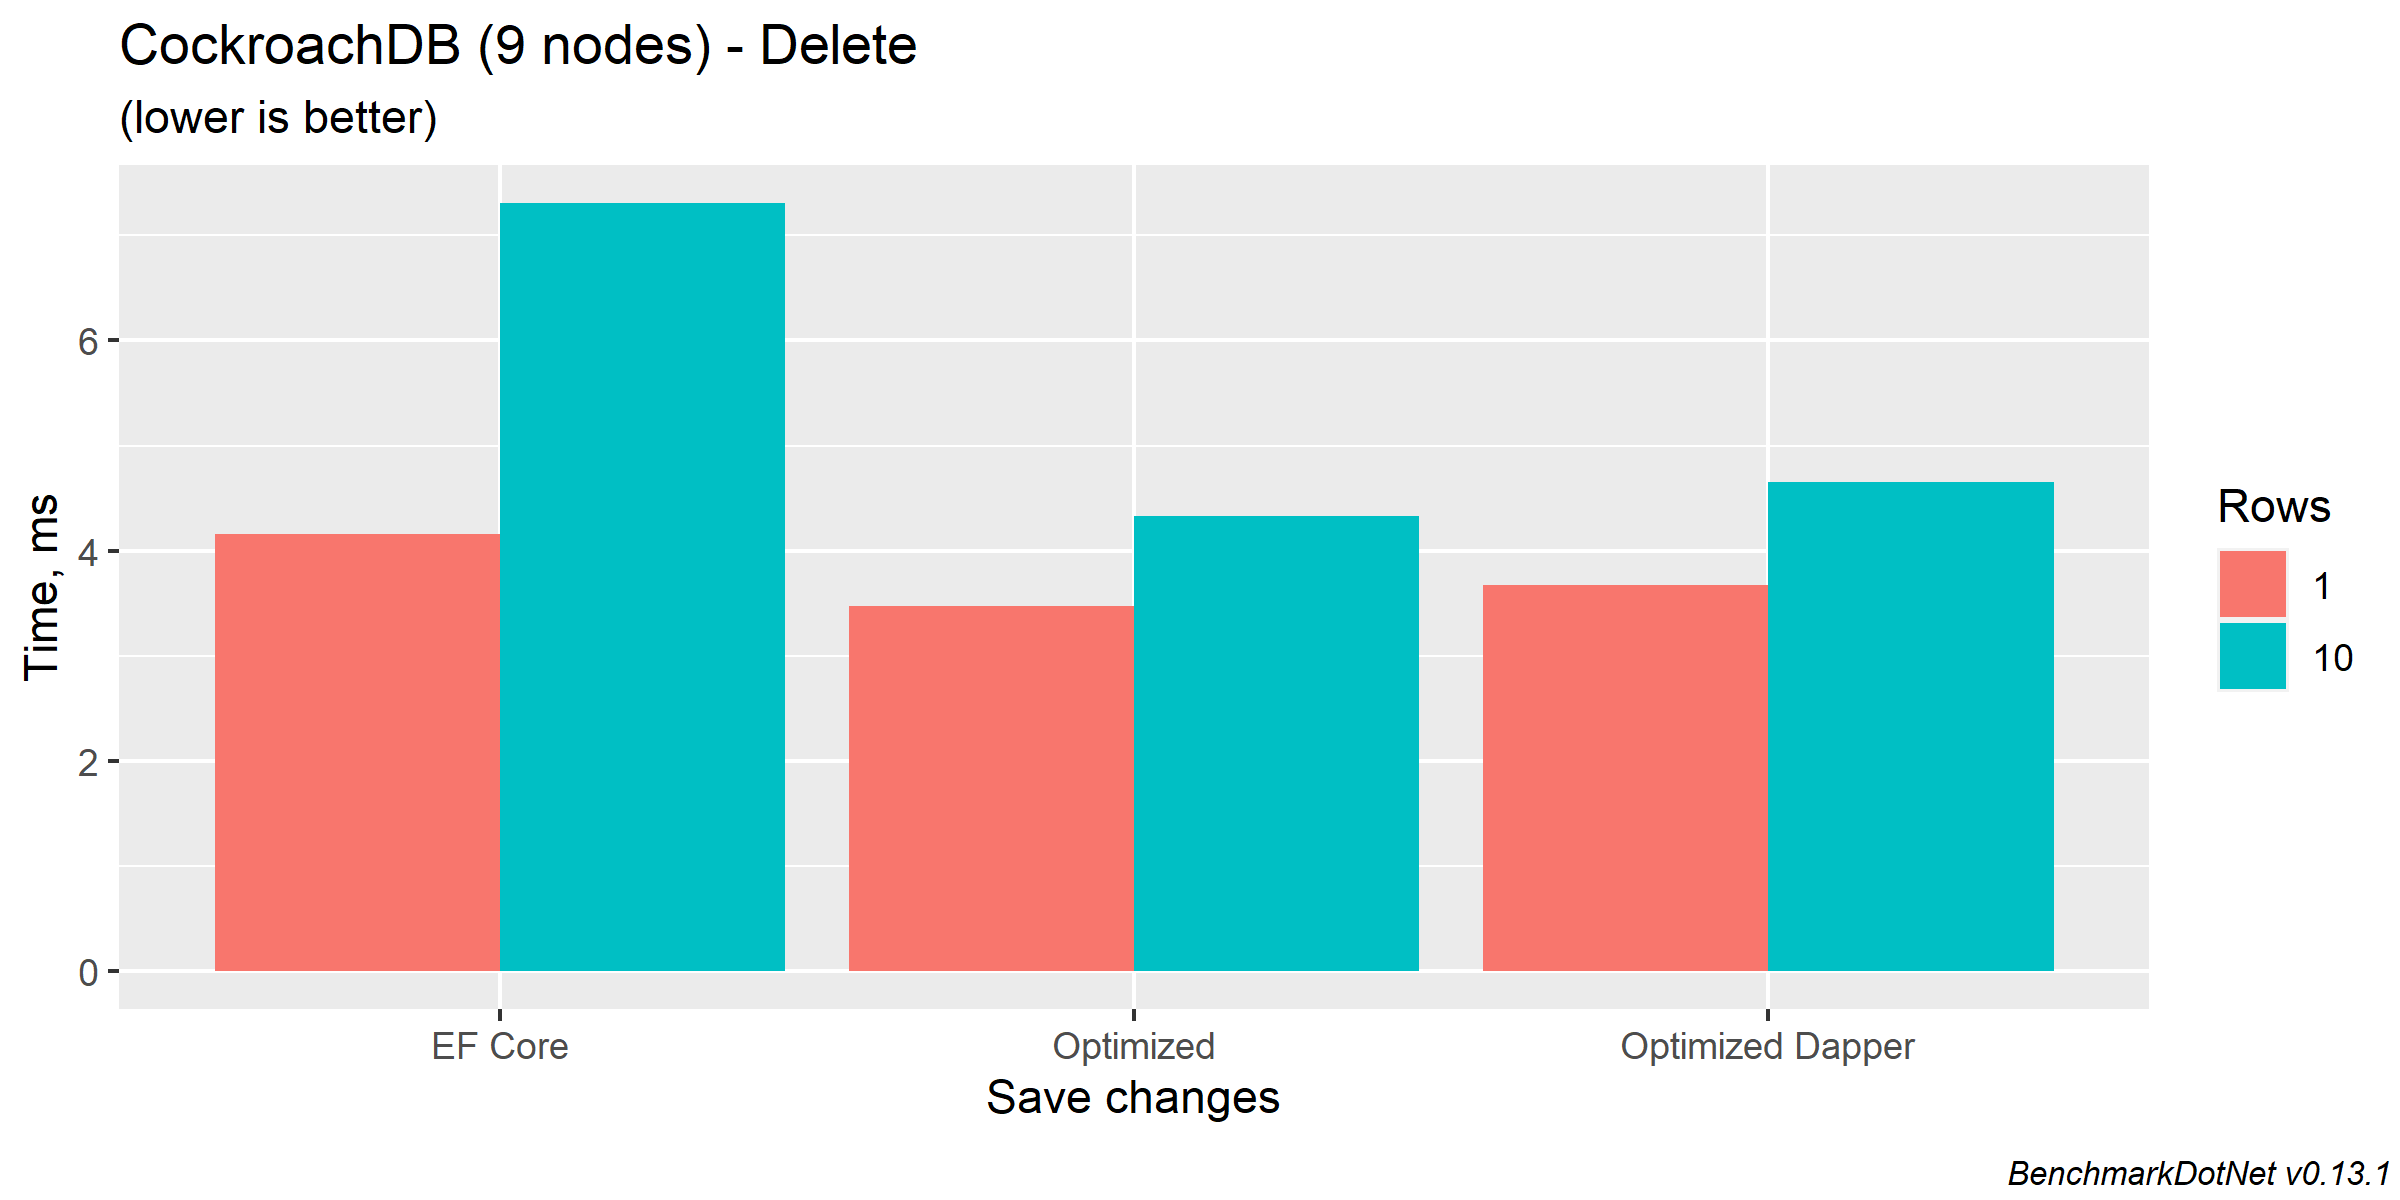 CockroachDB (9 nodes) - Delete
(lower is better)
Time, ms
6
4
2
0
EF Core
Optimized
Optimized Dapper
Save changes
Rows
1
10
BenchmarkDotNet v0.13.1